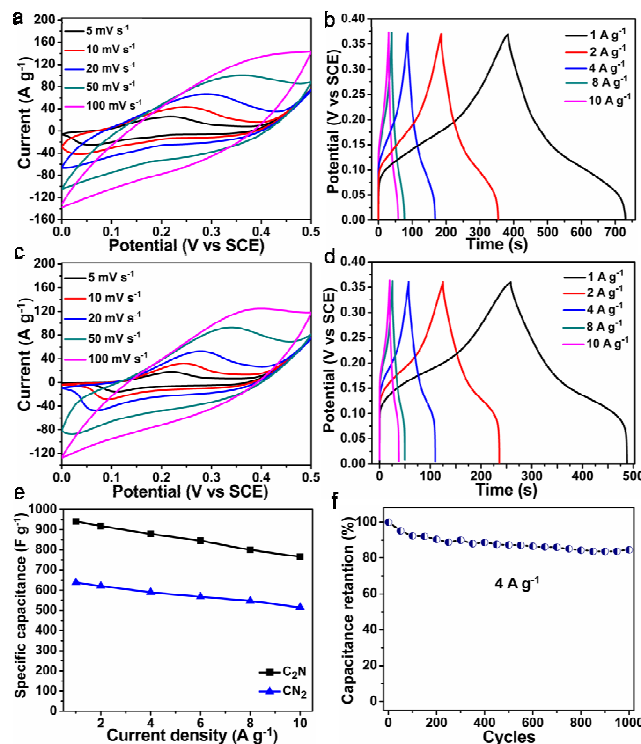 a
5 mV s⁻¹
10 mV s⁻¹
20 mV s⁻¹
50 mV s⁻¹
100 mV s⁻¹
200
160
120
80
40
0
-40
-80
-120
-160
0.0 0.1 0.2 0.3 0.4 0.5
Current (A g⁻¹)
Potential (V vs SCE)
b
1 A g⁻¹
2 A g⁻¹
4 A g⁻¹
8 A g⁻¹
10 A g⁻¹
0.40
0.35
0.30
0.25
0.20
0.15
0.10
0.05
0.00
0 100 200 300 400 500 600 700 800
Potential (V vs SCE)
Time (s)
c
5 mV s⁻¹
10 mV s⁻¹
20 mV s⁻¹
50 mV s⁻¹
100 mV s⁻¹
200
160
120
80
40
0
-40
-80
-120
0.0 0.1 0.2 0.3 0.4 0.5
Current (A g⁻¹)
Potential (V vs SCE)
d
1 A g⁻¹
2 A g⁻¹
4 A g⁻¹
8 A g⁻¹
10 A g⁻¹
0.40
0.35
0.30
0.25
0.20
0.15
0.10
0.05
0.00
0 100 200 300 400 500
Potential (V vs SCE)
Time (s)
e
1000
900
800
700
600
500
400
300
200
100
0
2 4 6 8 10
Specific capacitance (F g⁻¹)
Current density (A g⁻¹)
C₂N
CN₂
f
100
80
60
40
20
0
0 200 400 600 800 1000
Capacitance retention (%)
4 A g⁻¹
Cycles